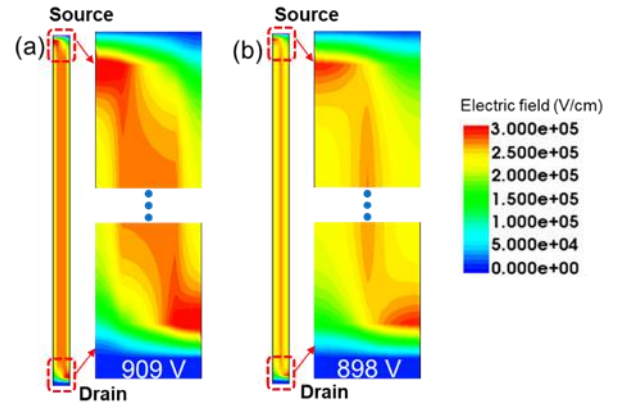 Source
Source
(a)
(b)
Electric field (V/cm)
3.000e+05
2.500e+05
2.000e+05
1.500e+05
1.000e+05
5.000e+04
0.000e+00
909 V
898 V
Drain
Drain